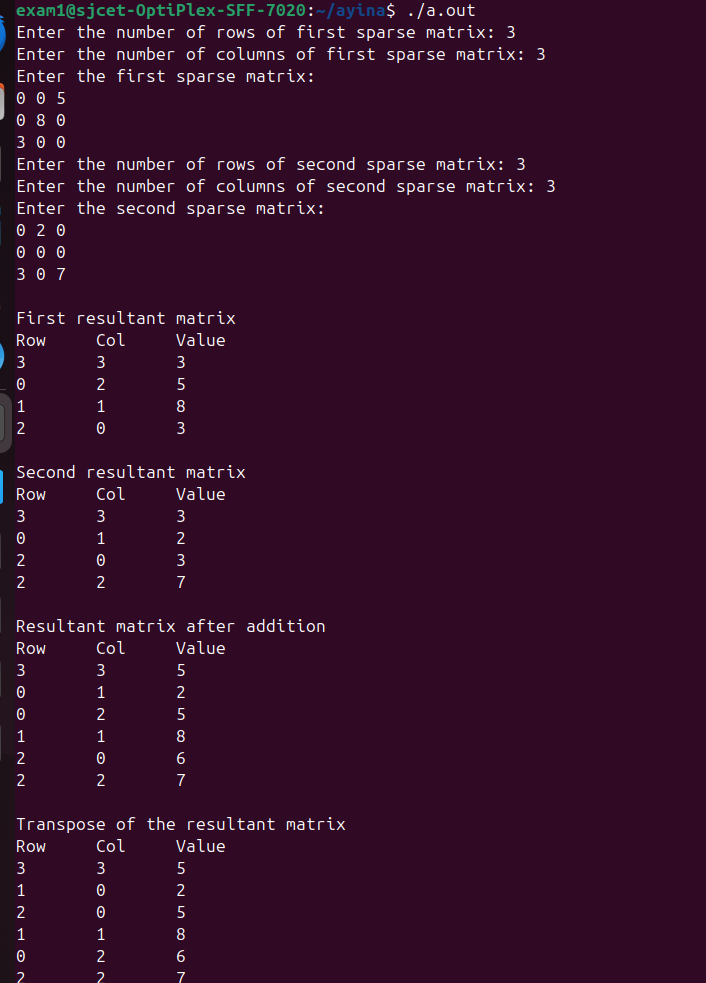 exam1@sjcet-OptiPlex-SFF-7020:~/ayina$ ./a.out
Enter the number of rows of first sparse matrix: 3
Enter the number of columns of first sparse matrix: 3
Enter the first sparse matrix:
0 0 5
0 8 0
3 0 0
Enter the number of rows of second sparse matrix: 3
Enter the number of columns of second sparse matrix: 3
Enter the second sparse matrix:
0 2 0
0 0 0
3 0 7

First resultant matrix
Row Col Value
3 3 3
0 2 5
1 1 8
2 0 3

Second resultant matrix
Row Col Value
3 3 3
0 1 2
2 0 3
2 2 7

Resultant matrix after addition
Row Col Value
3 3 5
0 1 2
0 2 5
1 1 8
2 0 6
2 2 7

Transpose of the resultant matrix
Row Col Value
3 3 5
1 0 2
2 0 5
1 1 8
0 2 6
2 2 7